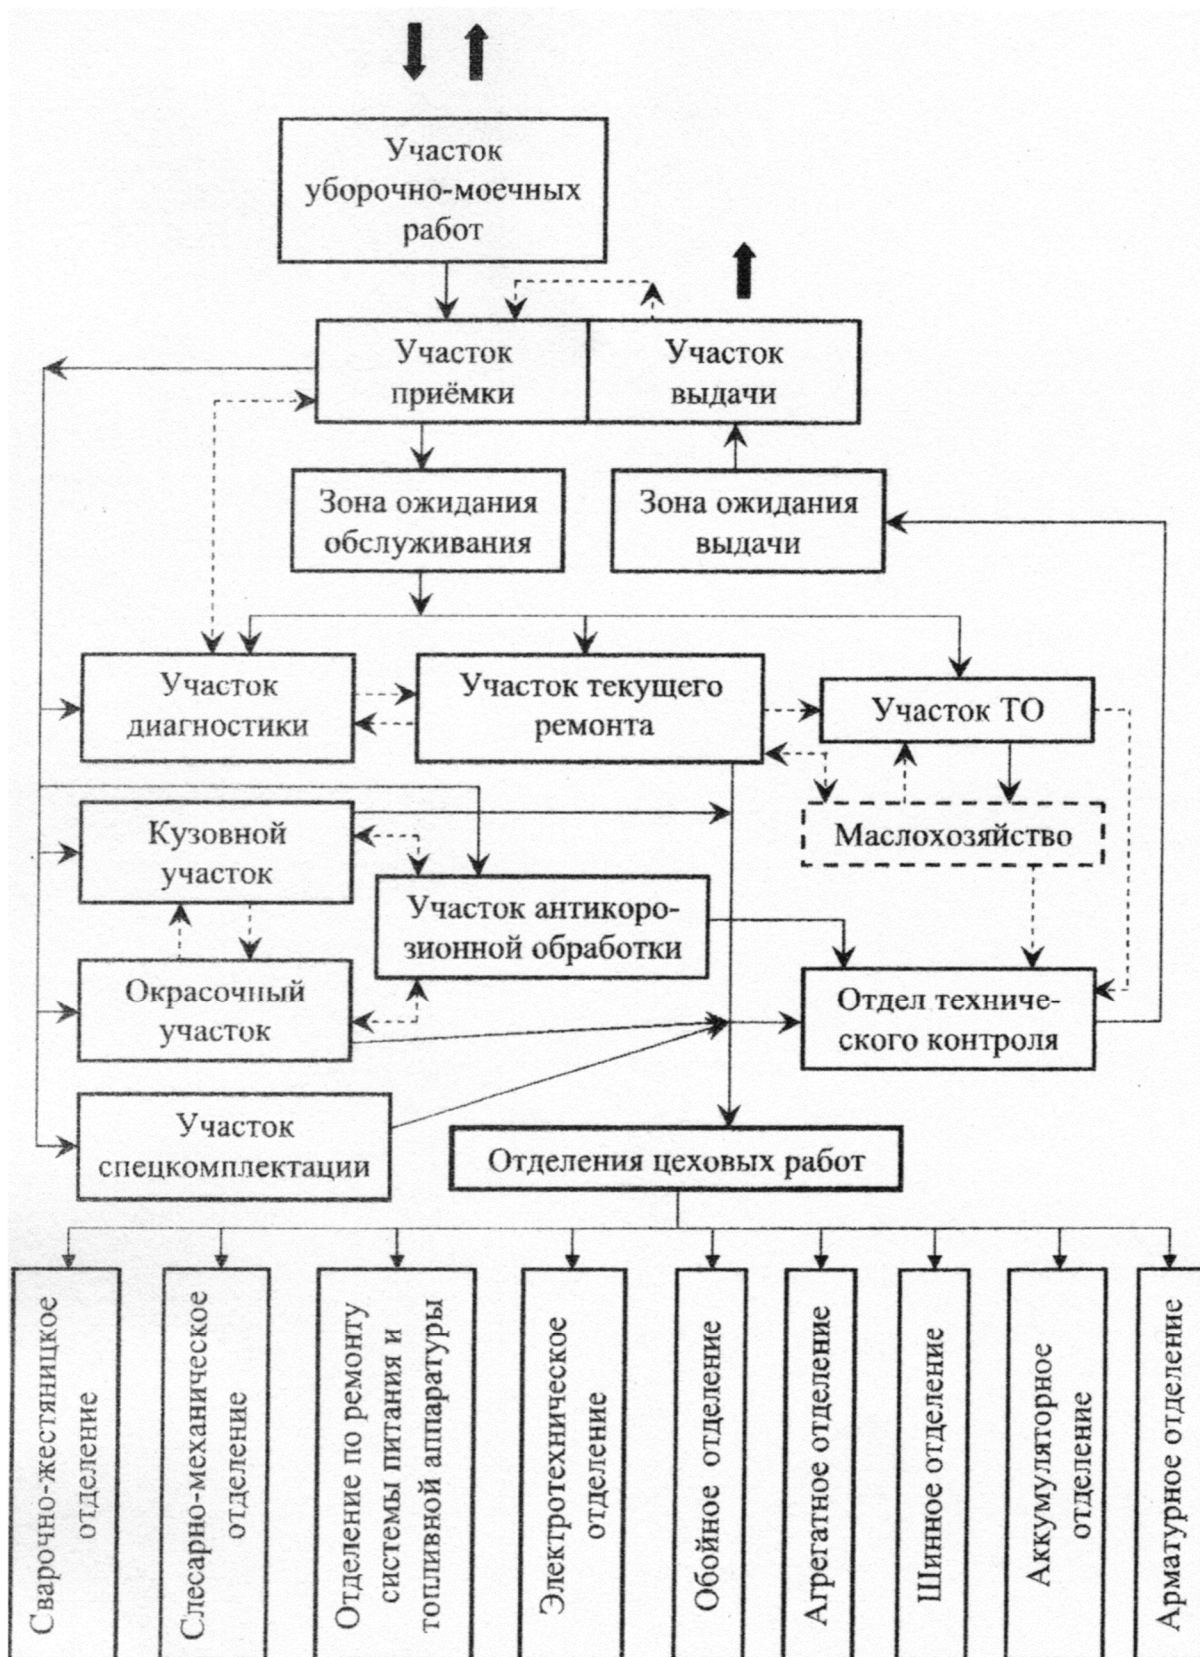 Участок
уборочно-моечных
работ
Участок
приёмки
Участок
выдачи
Зона ожидания
обслуживания
Зона ожидания
выдачи
Участок
диагностики
Участок текущего
ремонта
Участок ТО
Маслохозяйство
Кузовной
участок
Участок антикоро-
зионной обработки
Окрасочный
участок
Отдел техниче-
ского контроля
Участок
спецкомплектации
Отделения цеховых работ
Сварочно-жестяницкое
отделение
Слесарно-механическое
отделение
Отделение по ремонту
системы питания и
топливной аппаратуры
Электротехническое
отделение
Обойное отделение
Агрегатное отделение
Шинное отделение
Аккумуляторное
отделение
Арматурное отделение